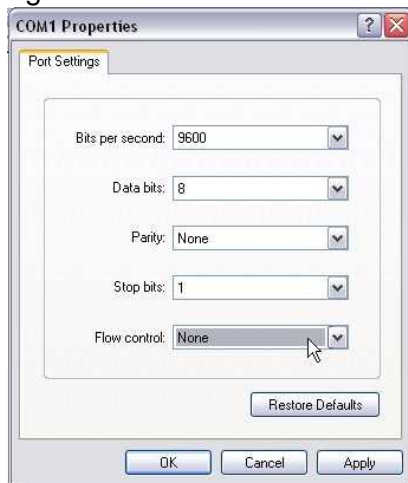 COM1 Properties
Port Settings
Bits per second: 9600
Data bits: 8
Parity: None
Stop bits: 1
Flow control: None
Restore Defaults
OK Cancel Apply